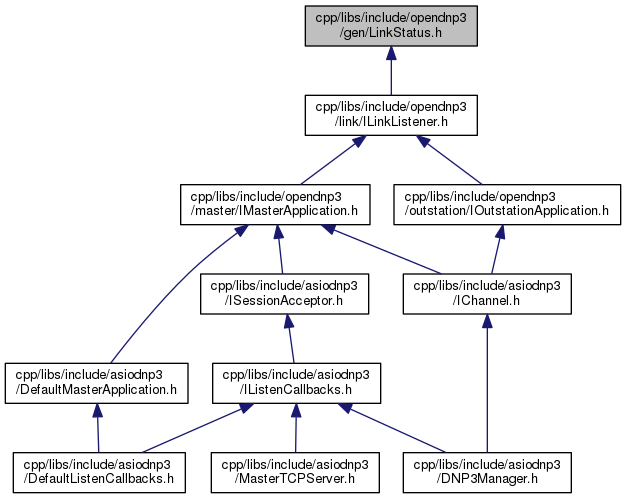 cpp/libs/include/opendnp3
/gen/LinkStatus.h
cpp/libs/include/opendnp3
/link/ILinkListener.h
cpp/libs/include/opendnp3
/master/IMasterApplication.h
cpp/libs/include/opendnp3
/outstation/IOutstationApplication.h
cpp/libs/include/asiodnp3
/ISessionAcceptor.h
cpp/libs/include/asiodnp3
/IChannel.h
cpp/libs/include/asiodnp3
/DefaultMasterApplication.h
cpp/libs/include/asiodnp3
/IListenCallbacks.h
cpp/libs/include/asiodnp3
/DefaultListenCallbacks.h
cpp/libs/include/asiodnp3
/MasterTCPServer.h
cpp/libs/include/asiodnp3
/DNP3Manager.h